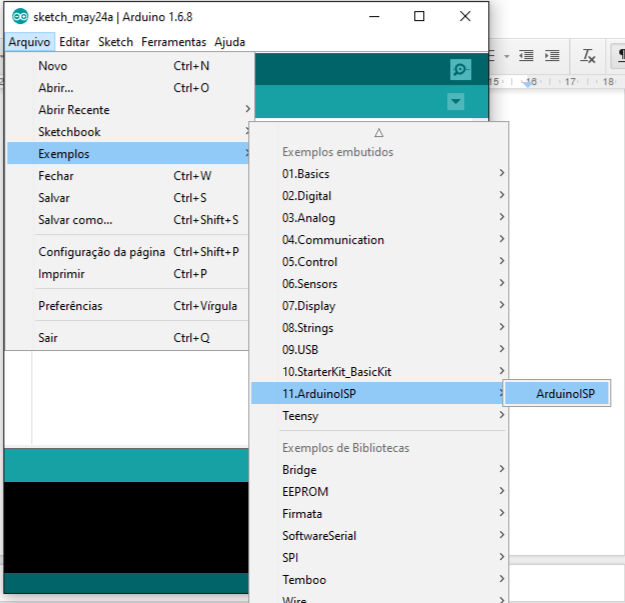 sketch_may24a | Arduino 1.6.8
Arquivo Editar Sketch Ferramentas Ajuda
Novo Ctrl+N
Abrir... Ctrl+O
Abrir Recente
Sketchbook
Exemplos
Fechar Ctrl+W
Salvar Ctrl+S
Salvar como... Ctrl+Shift+S
Configuração da página Ctrl+Shift+P
Imprimir Ctrl+P
Preferências Ctrl+Vírgula
Sair Ctrl+Q
Exemplos embutidos
01.Basics
02.Digital
03.Analog
04.Communication
05.Control
06.Sensors
07.Display
08.Strings
09.USB
10.StarterKit_BasicKit
11.ArduinoISP
ArduinoISP
Teensy
Exemplos de Bibliotecas
Bridge
EEPROM
Firmata
SoftwareSerial
SPI
Temboo
Wire
15 16 17 18